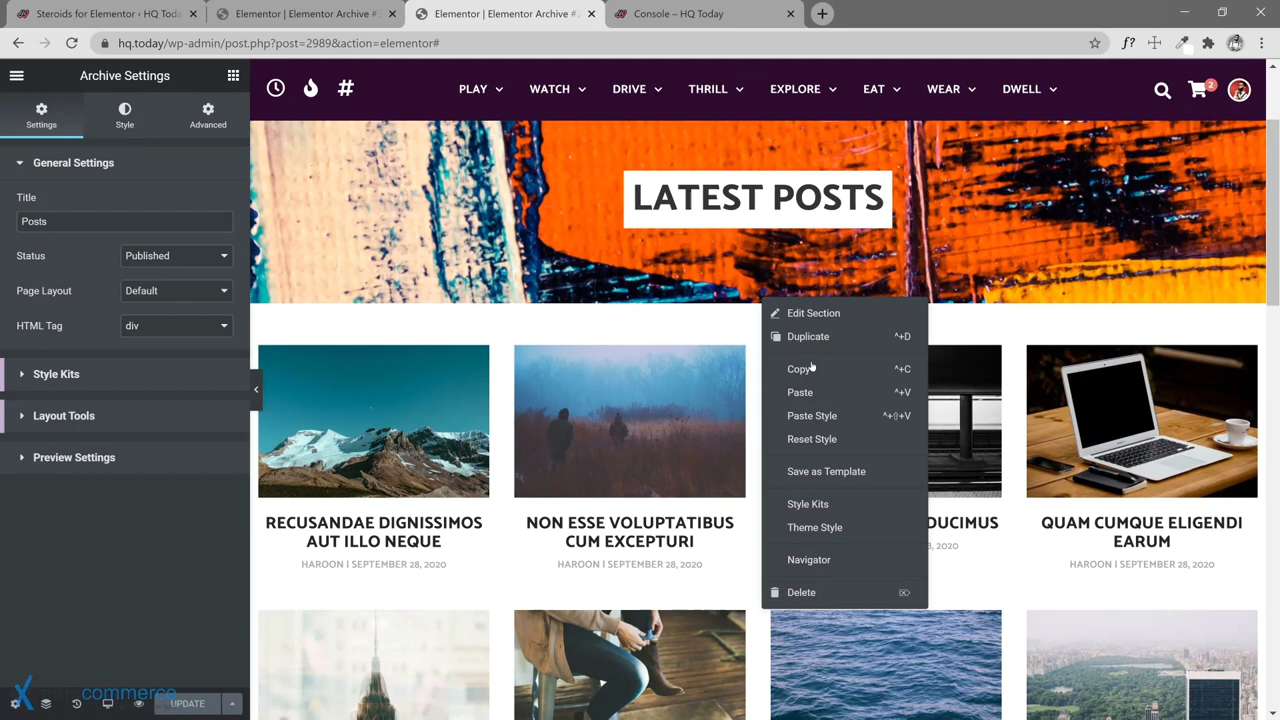 Steroids for Elementor | HQ Tod
Elementor | Elementor Archive #
Elementor | Elementor Archive #
Console – HQ Today
hq.today/wp-admin/post.php?post=2989&action=elementor#
f?
Archive Settings
Settings
Style
Advanced
General Settings
Title
Posts
Status
Published
Page Layout
Default
HTML Tag
div
Style Kits
Layout Tools
Preview Settings
UPDATE
commerce
#
PLAY
WATCH
DRIVE
THRILL
EXPLORE
EAT
WEAR
DWELL
2
LATEST POSTS
Edit Section
Duplicate ^+D
Copy ^+C
Paste ^+V
Paste Style ^+⇧+V
Reset Style
Save as Template
Style Kits
Theme Style
Navigator
Delete
RECUSANDAE DIGNISSIMOS
AUT ILLO NEQUE
HAROON | SEPTEMBER 28, 2020
NON ESSE VOLUPTATIBUS
CUM EXCEPTURI
HAROON | SEPTEMBER 28, 2020
DUCIMUS
8, 2020
QUAM CUMQUE ELIGENDI
EARUM
HAROON | SEPTEMBER 28, 2020